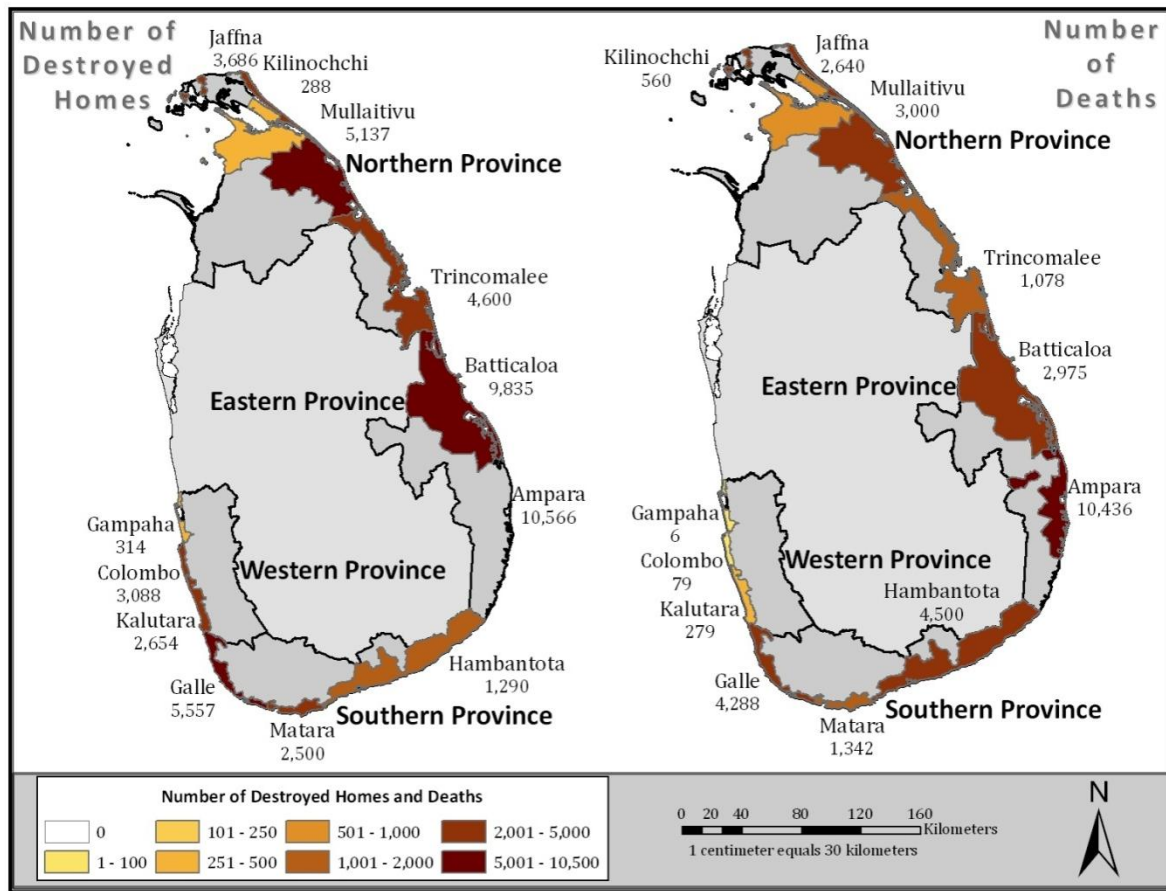 Number of
Destroyed
Homes
Jaffna
3,686
Kilinochchi
288
Mullaitivu
5,137
Northern Province
Trincomalee
4,600
Batticaloa
9,835
Eastern Province
Ampara
10,566
Gampaha
314
Colombo
3,088
Kalutara
2,654
Western Province
Galle
5,557
Hambantota
1,290
Southern Province
Matara
2,500
Number
of
Deaths
Kilinochchi
560
Jaffna
2,640
Mullaitivu
3,000
Northern Province
Trincomalee
1,078
Batticaloa
2,975
Eastern Province
Ampara
10,436
Gampaha
6
Colombo
79
Kalutara
279
Western Province
Hambantota
4,500
Galle
4,288
Southern Province
Matara
1,342
Number of Destroyed Homes and Deaths
0
101 - 250
501 - 1,000
2,001 - 5,000
1 - 100
251 - 500
1,001 - 2,000
5,001 - 10,500
0 20 40 80 120 160
Kilometers
1 centimeter equals 30 kilometers
N